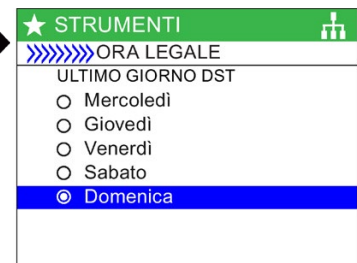 STRUMENTI
ORA LEGALE
ULTIMO GIORNO DST
Mercoledì
Giovedì
Venerdì
Sabato
Domenica